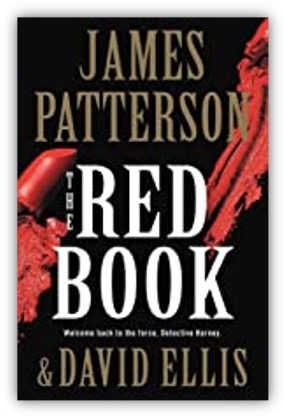 JAMES
PATTERSON
THE RED
BOOK
Welcome back to the force, Detective Harney.
& DAVID ELLIS